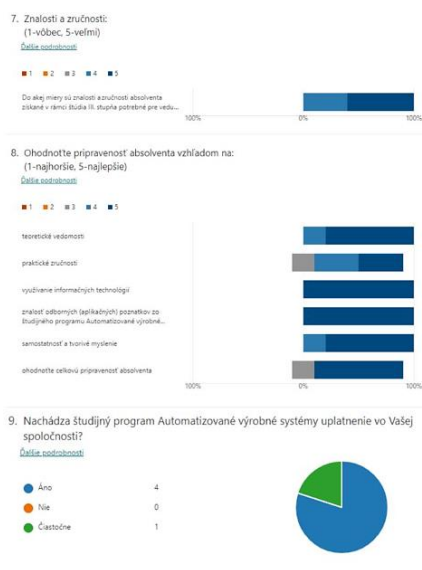 7. Znalosti a zručnosti:
(1-vôbec, 5-veľmi)
Ďalšie podrobnosti
1 2 3 4 5
Do akej miery sú znalosti a zručnosti absolventa
získané v rámci štúdia III. stupňa potrebné pre vedu...
100% 0% 100%
8. Ohodnoťte pripravenosť absolventa vzhľadom na:
(1-najhoršie, 5-najlepšie)
Ďalšie podrobnosti
1 2 3 4 5
teoretické vedomosti
praktické zručnosti
využívanie informačných technológií
znalosť odborných (aplikačných) poznatkov zo
študijného programu Automatizované výrobné...
samostatnosť a tvorivé myslenie
ohodnoťte celkovú pripravenosť absolventa
100% 0% 100%
9. Nachádza študijný program Automatizované výrobné systémy uplatnenie vo Vašej
spoločnosti?
Ďalšie podrobnosti
Áno 4
Nie 0
Čiastočne 1